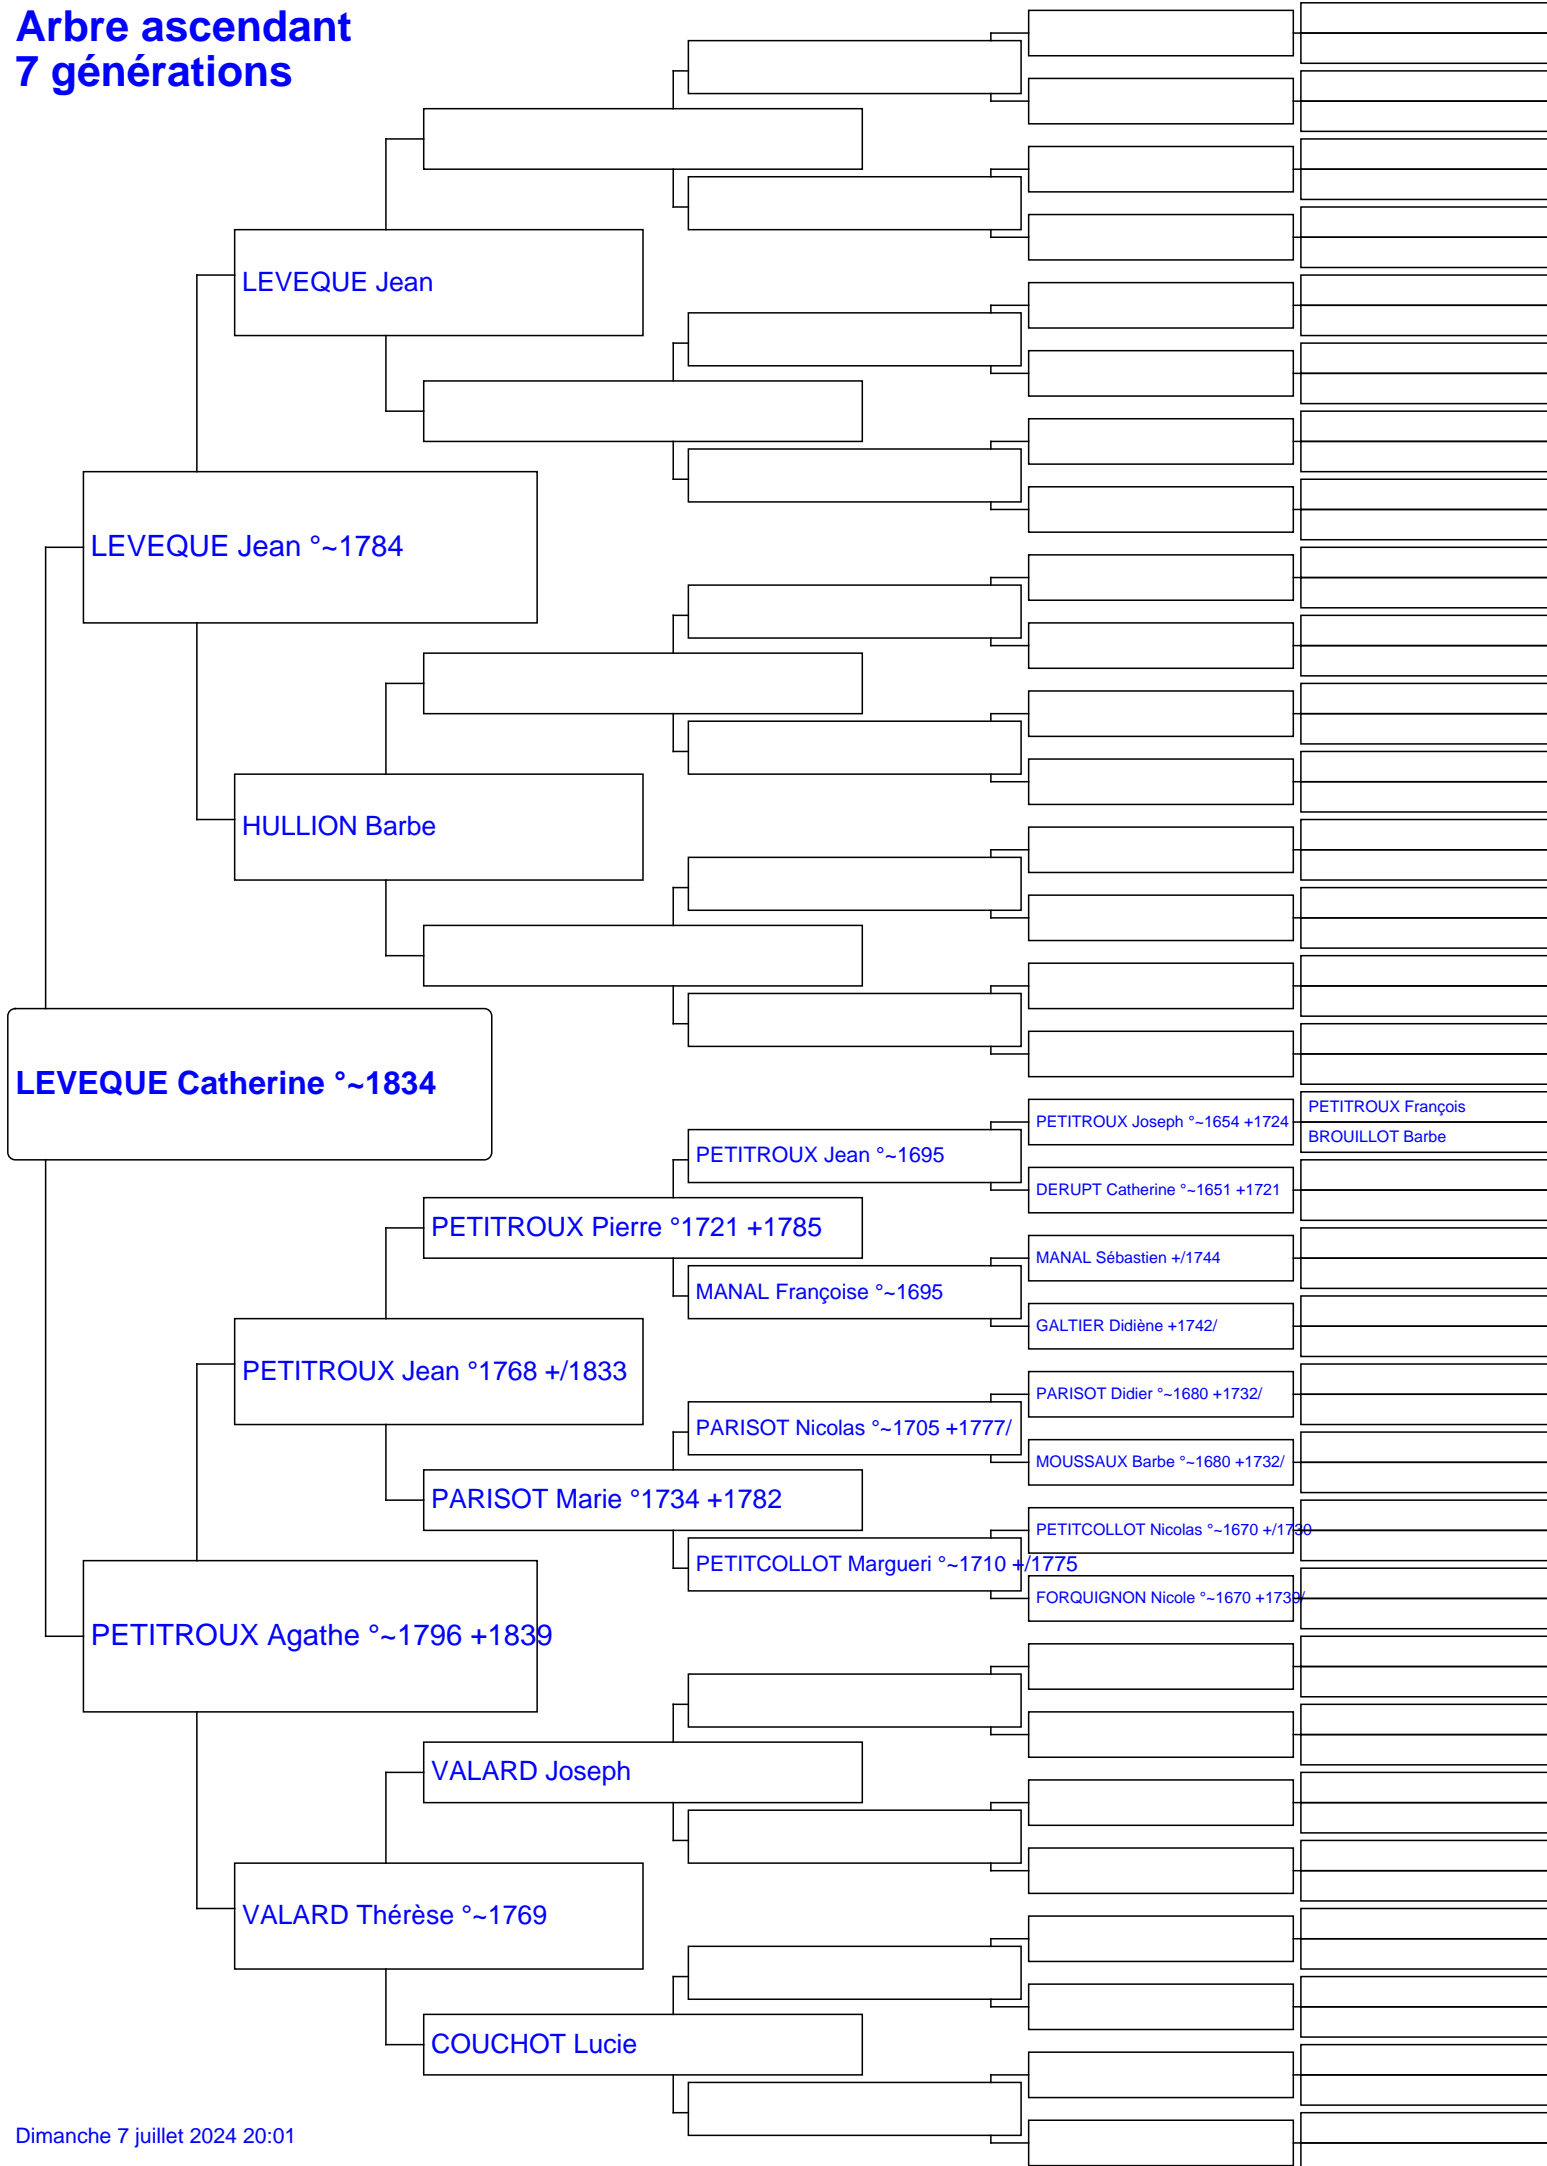 Arbre ascendant
7 générations
LEVEQUE Jean
LEVEQUE Jean °~1784
HULLION Barbe
LEVEQUE Catherine °~1834
PETITROUX Joseph °~1654 +1724
PETITROUX François
BROUILLOT Barbe
PETITROUX Jean °~1695
DERUPT Catherine °~1651 +1721
PETITROUX Pierre °1721 +1785
MANAL Sébastien +/1744
MANAL Françoise °~1695
GALTIER Didiène +1742/
PETITROUX Jean °1768 +/1833
PARISOT Didier °~1680 +1732/
PARISOT Nicolas °~1705 +1777/
MOUSSAUX Barbe °~1680 +1732/
PARISOT Marie °1734 +1782
PETITCOLLOT Nicolas °~1670 +/1730
PETITCOLLOT Margueri °~1710 +/1775
FORQUIGNON Nicole °~1670 +1739/
PETITROUX Agathe °~1796 +1839
VALARD Joseph
VALARD Thérèse °~1769
COUCHOT Lucie
Dimanche 7 juillet 2024 20:01